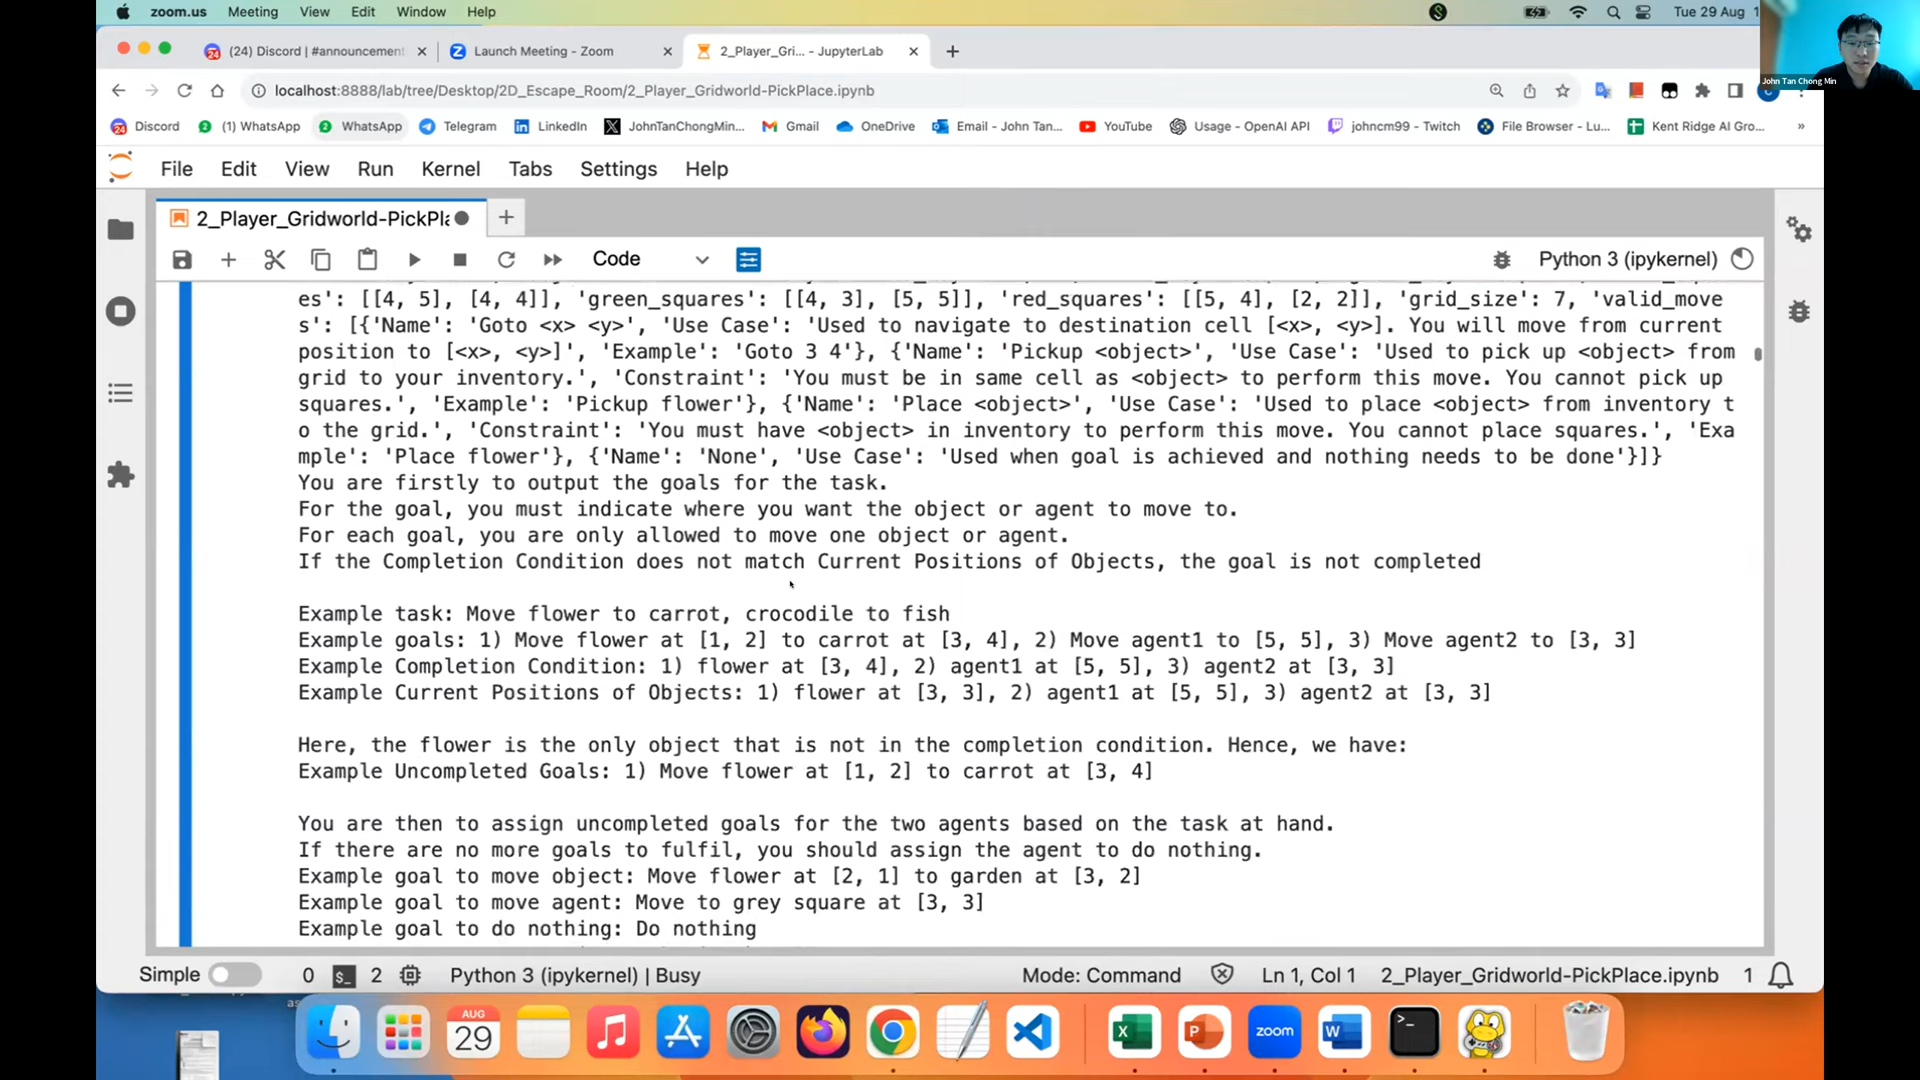 zoom.us Meeting View Edit Window Help Tue 29 Aug 1
(24) Discord | #announcement Launch Meeting - Zoom 2_Player_Gri... - JupyterLab
John Tan Chong Min
localhost:8888/lab/tree/Desktop/2D_Escape_Room/2_Player_Gridworld-PickPlace.ipynb
Discord (1) WhatsApp WhatsApp Telegram LinkedIn JohnTanChongMin... Gmail OneDrive Email - John Tan... YouTube Usage - OpenAI API johncm99 - Twitch File Browser - Lu... Kent Ridge AI Gro... »
File Edit View Run Kernel Tabs Settings Help
2_Player_Gridworld-PickPla
Code Python 3 (ipykernel)
es': [[4, 5], [4, 4]], 'green_squares': [[4, 3], [5, 5]], 'red_squares': [[5, 4], [2, 2]], 'grid_size': 7, 'valid_move
s': [{'Name': 'Goto <x> <y>', 'Use Case': 'Used to navigate to destination cell [<x>, <y>]. You will move from current
position to [<x>, <y>]', 'Example': 'Goto 3 4'}, {'Name': 'Pickup <object>', 'Use Case': 'Used to pick up <object> from
grid to your inventory.', 'Constraint': 'You must be in same cell as <object> to perform this move. You cannot pick up
squares.', 'Example': 'Pickup flower'}, {'Name': 'Place <object>', 'Use Case': 'Used to place <object> from inventory t
o the grid.', 'Constraint': 'You must have <object> in inventory to perform this move. You cannot place squares.', 'Exa
mple': 'Place flower'}, {'Name': 'None', 'Use Case': 'Used when goal is achieved and nothing needs to be done'}]}
You are firstly to output the goals for the task.
For the goal, you must indicate where you want the object or agent to move to.
For each goal, you are only allowed to move one object or agent.
If the Completion Condition does not match Current Positions of Objects, the goal is not completed
Example task: Move flower to carrot, crocodile to fish
Example goals: 1) Move flower at [1, 2] to carrot at [3, 4], 2) Move agent1 to [5, 5], 3) Move agent2 to [3, 3]
Example Completion Condition: 1) flower at [3, 4], 2) agent1 at [5, 5], 3) agent2 at [3, 3]
Example Current Positions of Objects: 1) flower at [3, 3], 2) agent1 at [5, 5], 3) agent2 at [3, 3]
Here, the flower is the only object that is not in the completion condition. Hence, we have:
Example Uncompleted Goals: 1) Move flower at [1, 2] to carrot at [3, 4]
You are then to assign uncompleted goals for the two agents based on the task at hand.
If there are no more goals to fulfil, you should assign the agent to do nothing.
Example goal to move object: Move flower at [2, 1] to garden at [3, 2]
Example goal to move agent: Move to grey square at [3, 3]
Example goal to do nothing: Do nothing
Simple 0 2 Python 3 (ipykernel) | Busy Mode: Command Ln 1, Col 1 2_Player_Gridworld-PickPlace.ipynb 1
AUG
29
zoom